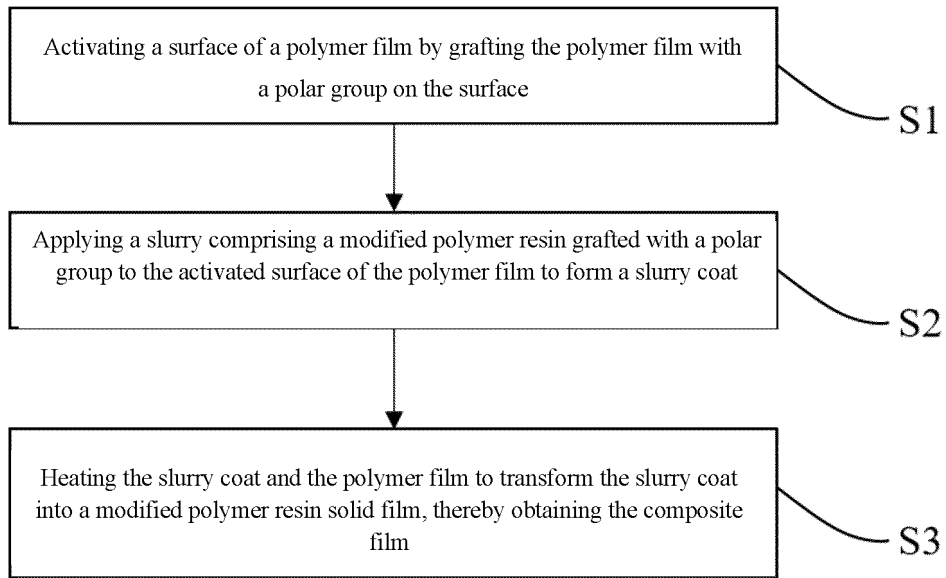 Activating a surface of a polymer film by grafting the polymer film with
a polar group on the surface
S1
Applying a slurry comprising a modified polymer resin grafted with a polar
group to the activated surface of the polymer film to form a slurry coat
S2
Heating the slurry coat and the polymer film to transform the slurry coat
into a modified polymer resin solid film, thereby obtaining the composite
film
S3